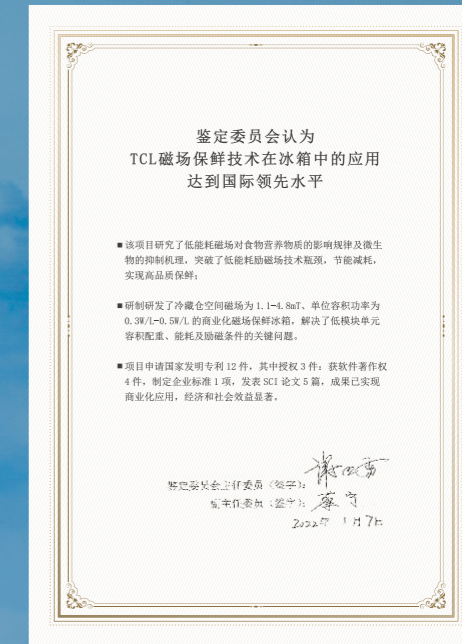 鉴定委员会认为
TCL磁场保鲜技术在冰箱中的应用
达到国际领先水平
■ 该项目研究了低能耗磁场对食物营养物质的影响规律及微生
物的抑制机理，突破了低能耗励磁场技术瓶颈，节能减耗，
实现高品质保鲜；
■ 研制研发了冷藏仓空间磁场为 1.1-4.8mT、单位容积功率为
0.3W/L-0.5W/L 的商业化磁场保鲜冰箱，解决了低模块单元
容积配重、能耗及励磁条件的关键问题。
■ 项目申请国家发明专利 12 件，其中授权 3 件；获软件著作权
4 件，制定企业标准 1 项，发表 SCI 论文 5 篇，成果已实现
商业化应用，经济和社会效益显著。
鉴定委员会主任委员（签字）：
副主任委员（签字）：
2022年 1月7日